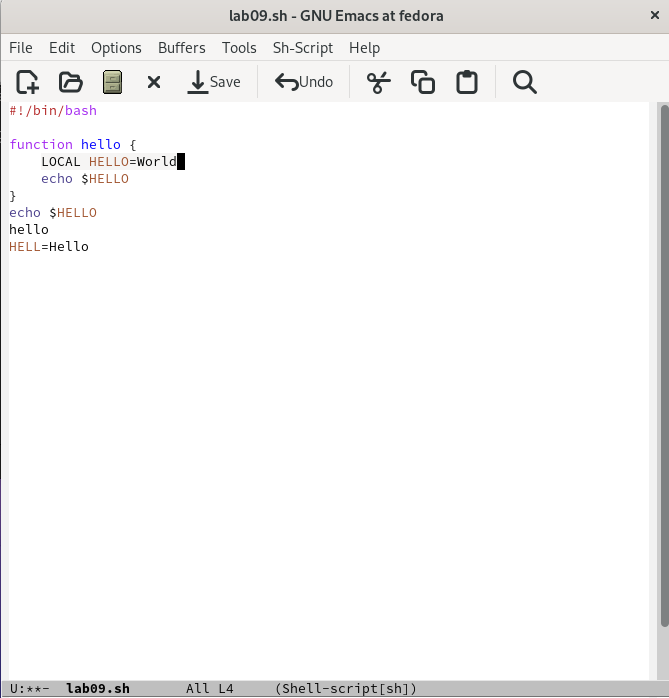 lab09.sh - GNU Emacs at fedora
File Edit Options Buffers Tools Sh-Script Help
Save Undo
#!/bin/bash
function hello {
    LOCAL HELLO=World
    echo $HELLO
}
echo $HELLO
hello
HELL=Hello
U:**-  lab09.sh       All L4     (Shell-script[sh])